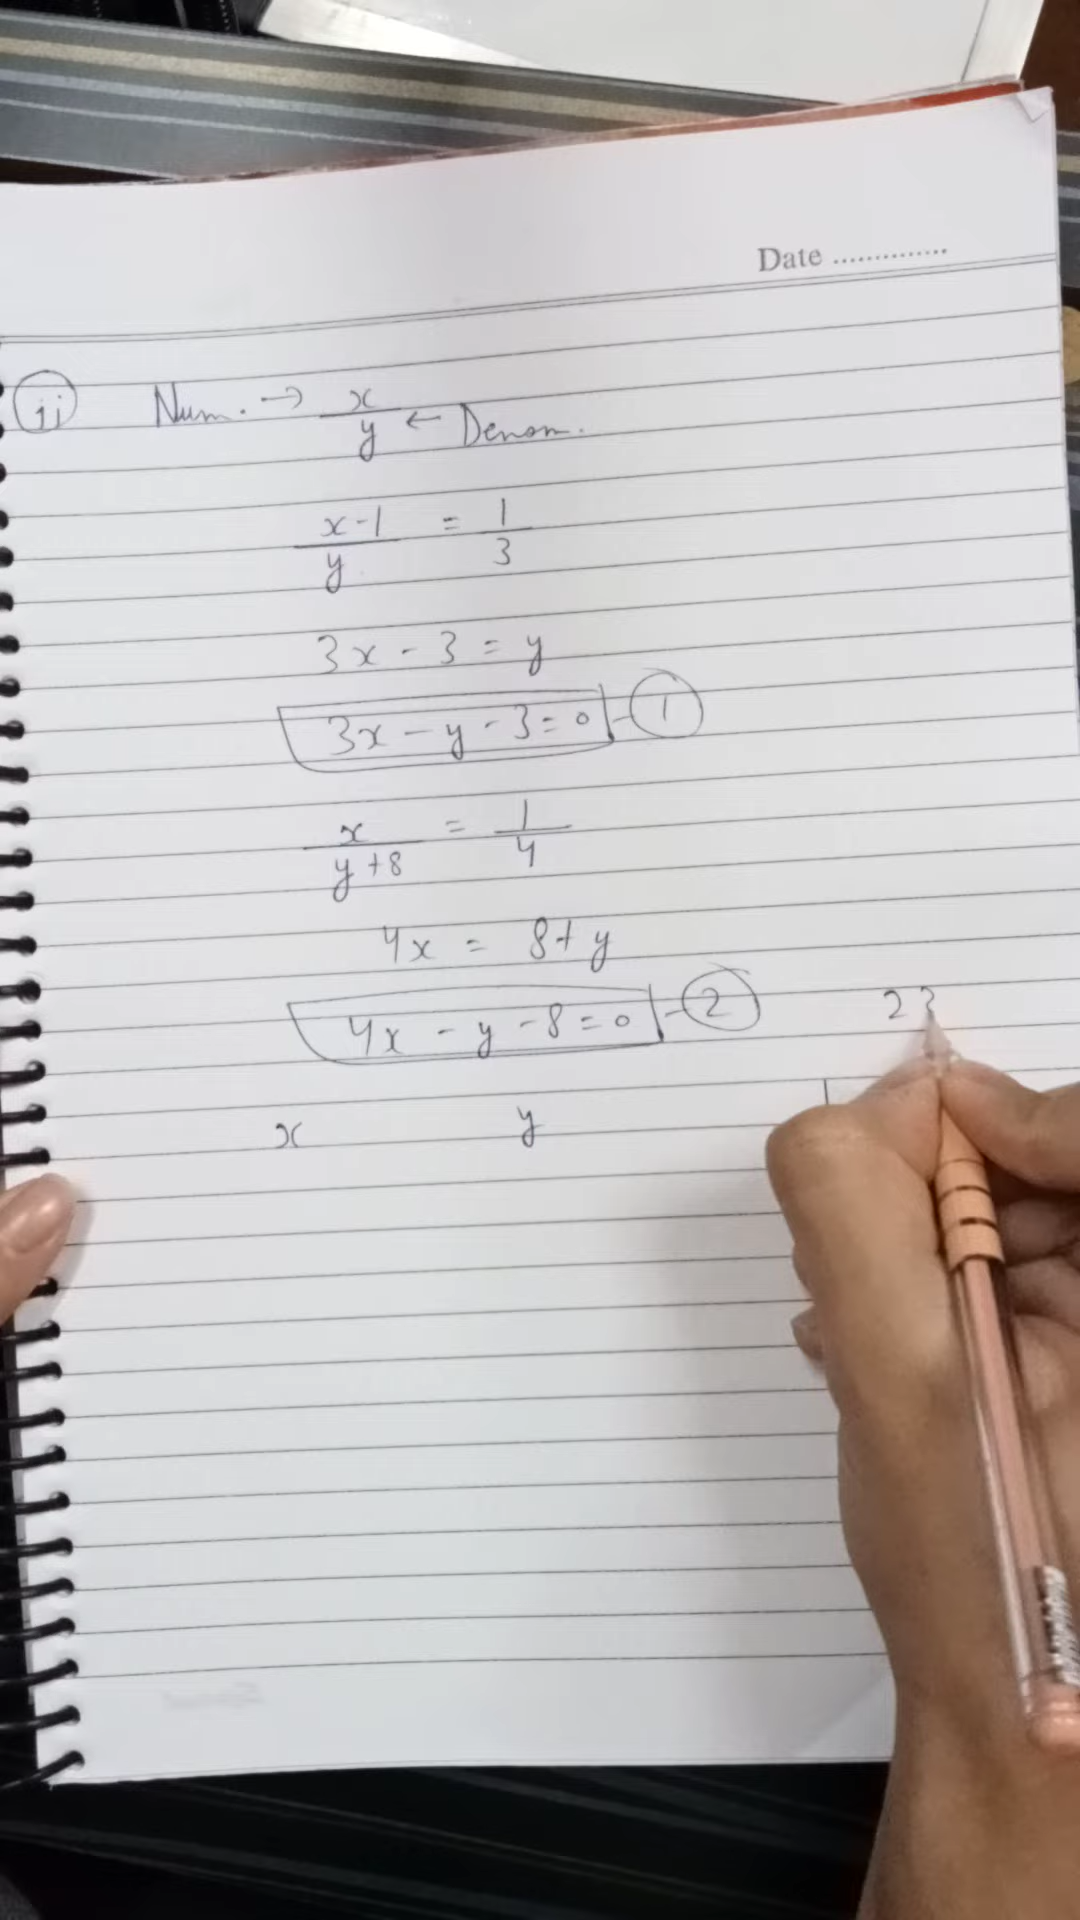 Date ..............
ii Num. → x/y ← Denom.
x-1/y = 1/3
3x - 3 = y
3x - y - 3 = 0 - 1
x/y+8 = 1/4
4x = 8+y
4x - y - 8 = 0 - 2
23
x y